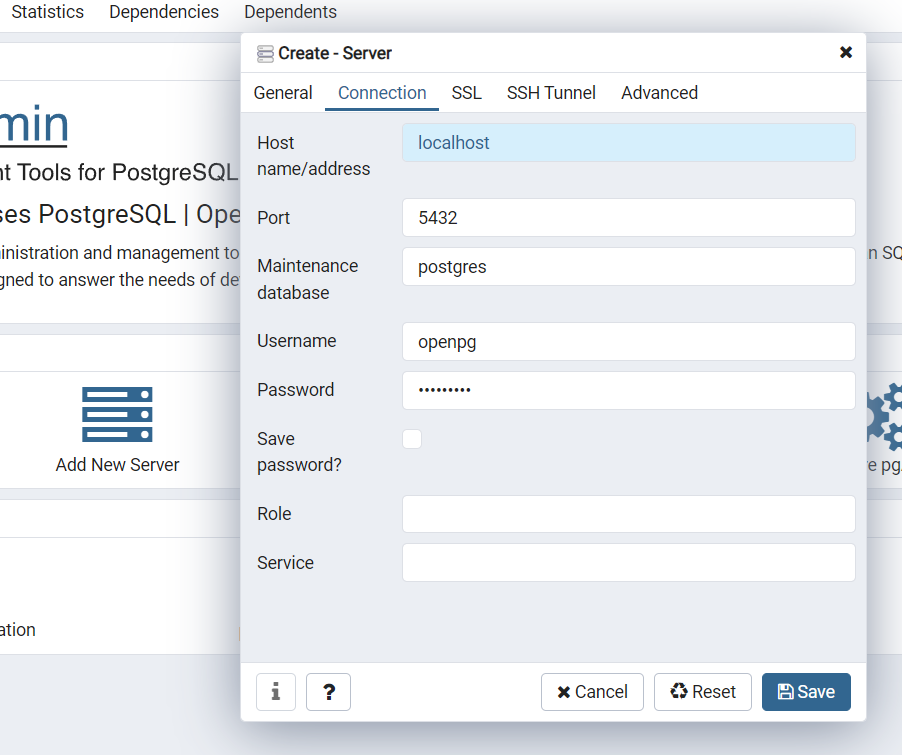 Statistics Dependencies Dependents
Create - Server
General Connection SSL SSH Tunnel Advanced
min
nt Tools for PostgreSQL
ses PostgreSQL | Ope
inistration and management to
n SQ
gned to answer the needs of de
Host
name/address
localhost
Port
5432
Maintenance
database
postgres
Username
openpg
Password
•••••••••
Save
password?
Role
Service
Add New Server
re pg
ation
i
?
Cancel
Reset
Save